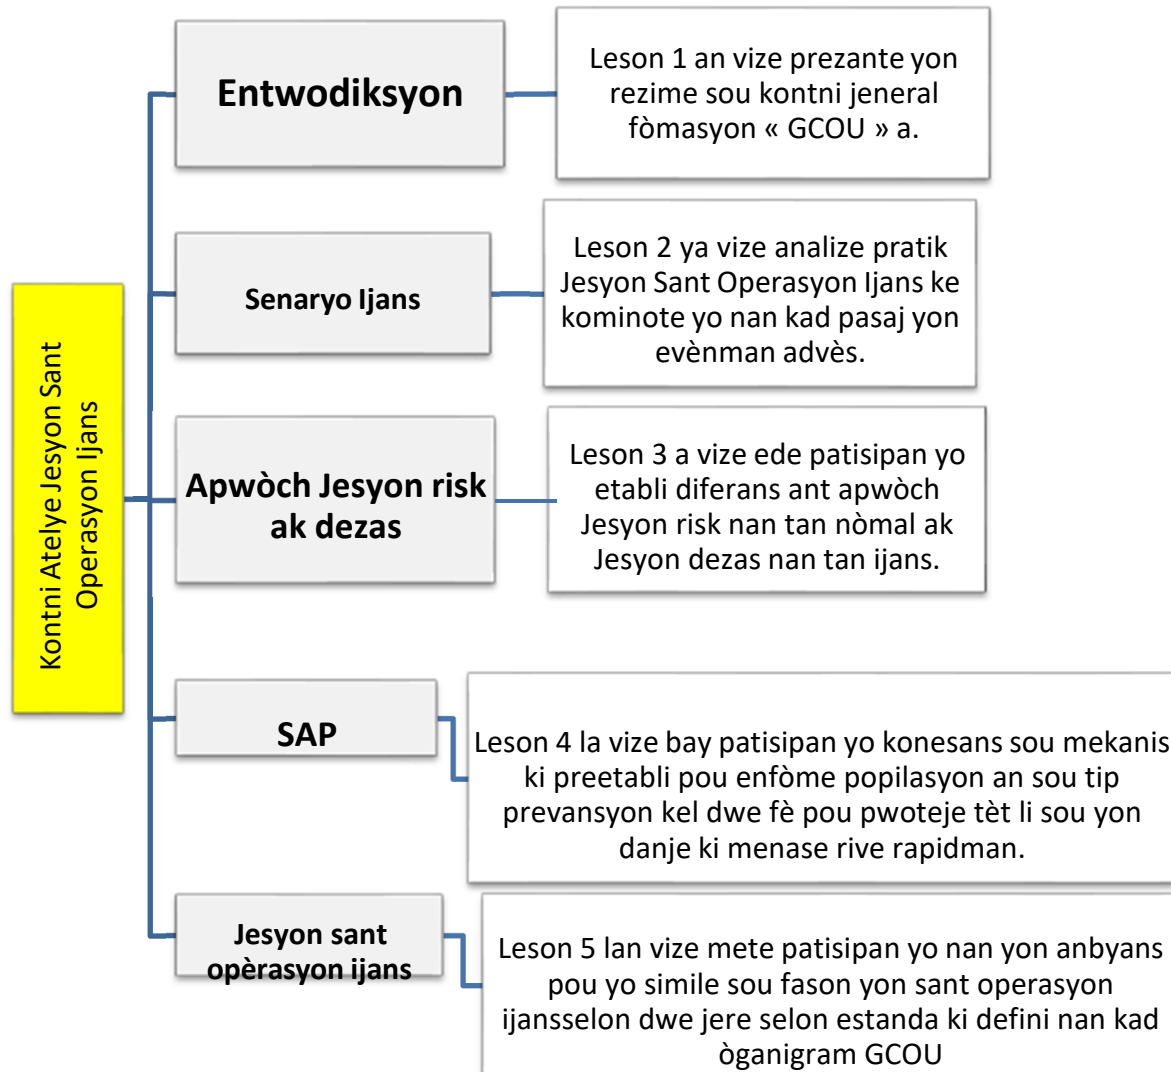 Kontni Atelye Jesyon Sant
Operasyon Ijans
Entwodiksyon
Leson 1 an vize prezante yon
rezime sou kontni jeneral
fòmasyon « GCOU » a.
Senaryo Ijans
Leson 2 ya vize analize pratik
Jesyon Sant Operasyon Ijans ke
kominote yo nan kad pasaj yon
evènman advès.
Apwòch Jesyon risk
ak dezas
Leson 3 a vize ede patisipan yo
etabli diferans ant apwòch
Jesyon risk nan tan nòmal ak
Jesyon dezas nan tan ijans.
SAP
Leson 4 la vize bay patisipan yo konesans sou mekanis
ki preetabli pou enfòme popilasyon an sou tip
prevansyon kel dwe fè pou pwoteje tèt li sou yon
danje ki menase rive rapidman.
Jesyon sant
opèrasyon ijans
Leson 5 lan vize mete patisipan yo nan yon anbyans
pou yo simile sou fason yon sant operasyon
ijansselon dwe jere selon estanda ki defini nan kad
òganigram GCOU